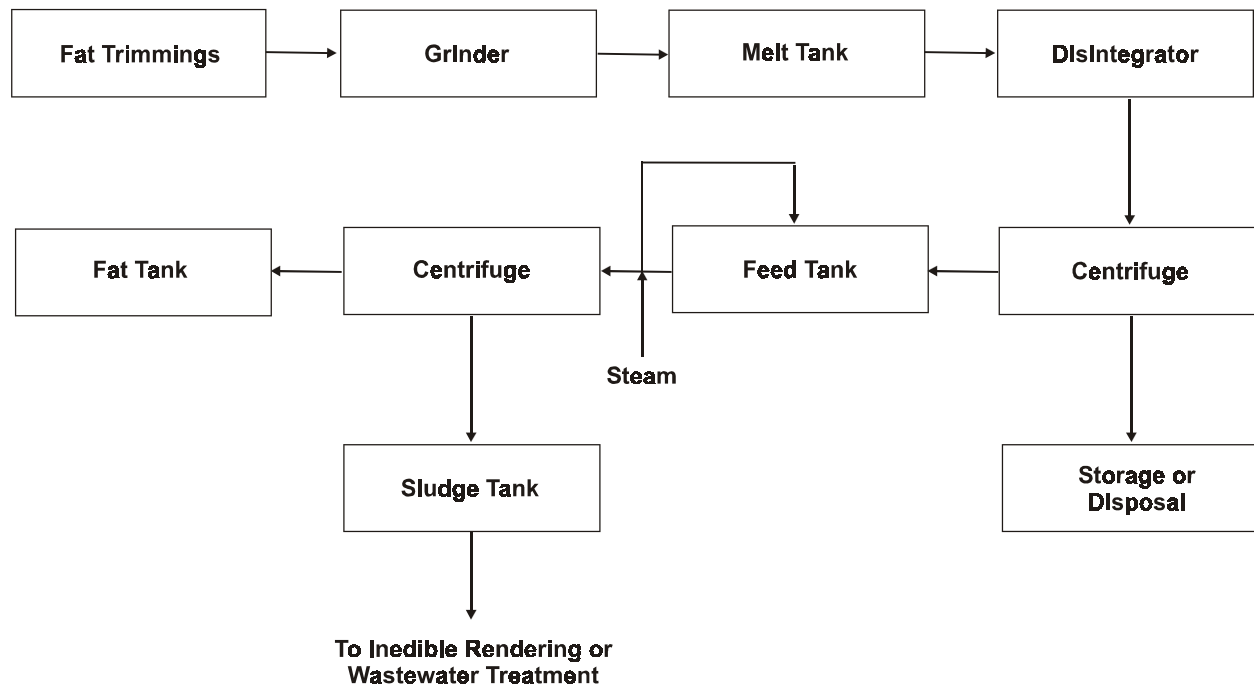 Fat Trimmings
Grinder
Melt Tank
Disintegrator
Fat Tank
Centrifuge
Feed Tank
Centrifuge
Steam
Sludge Tank
Storage or
Disposal
To Inedible Rendering or
Wastewater Treatment